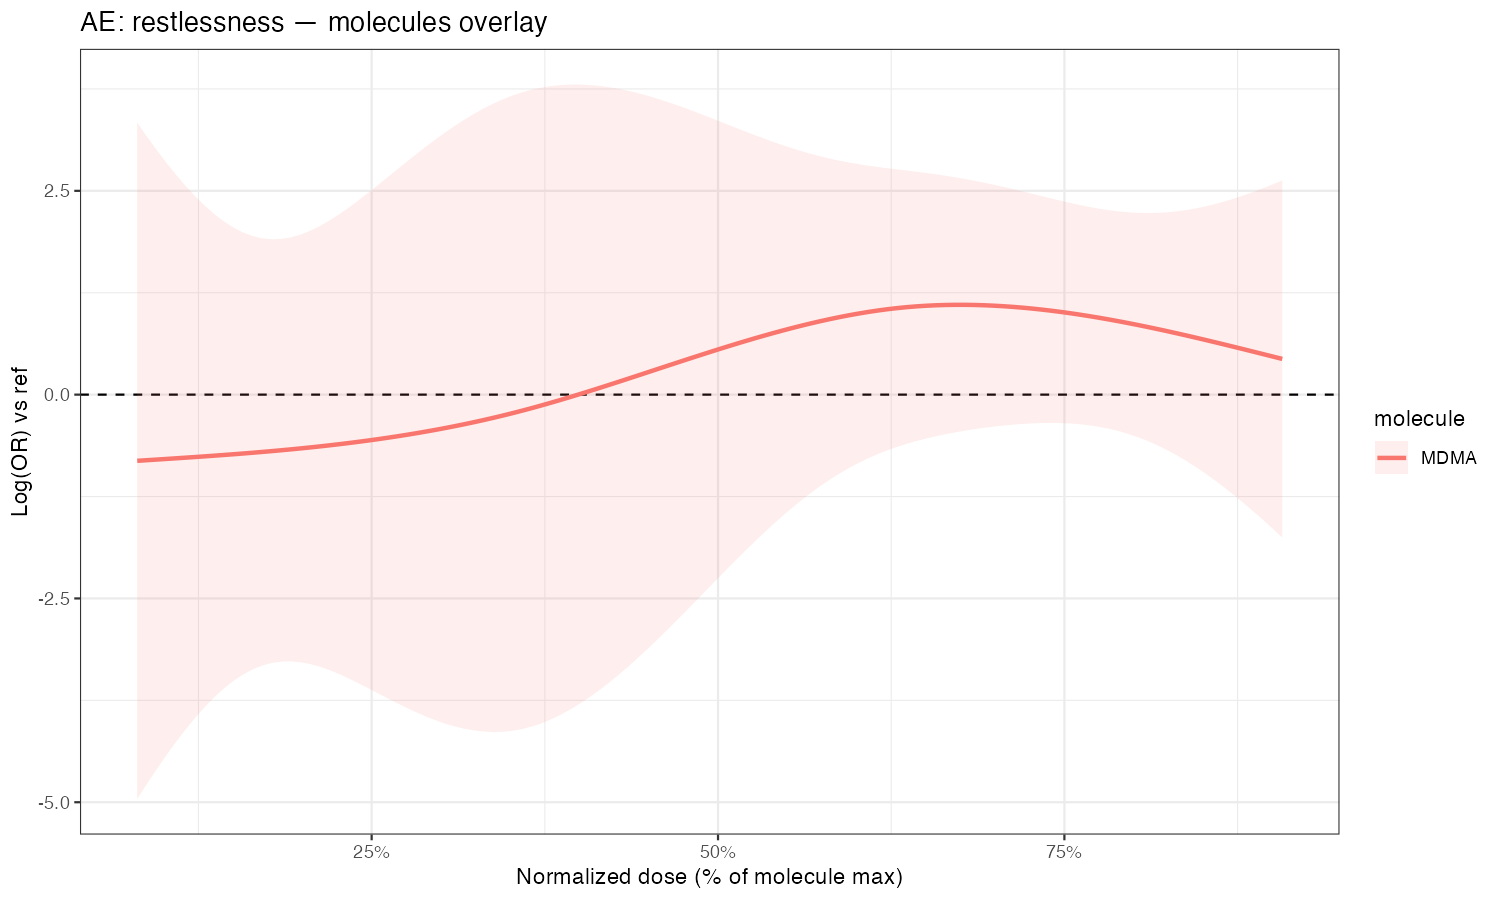 AE: restlessness — molecules overlay
Log(OR) vs ref
2.5
0.0
-2.5
-5.0
25%
50%
75%
Normalized dose (% of molecule max)
molecule
MDMA